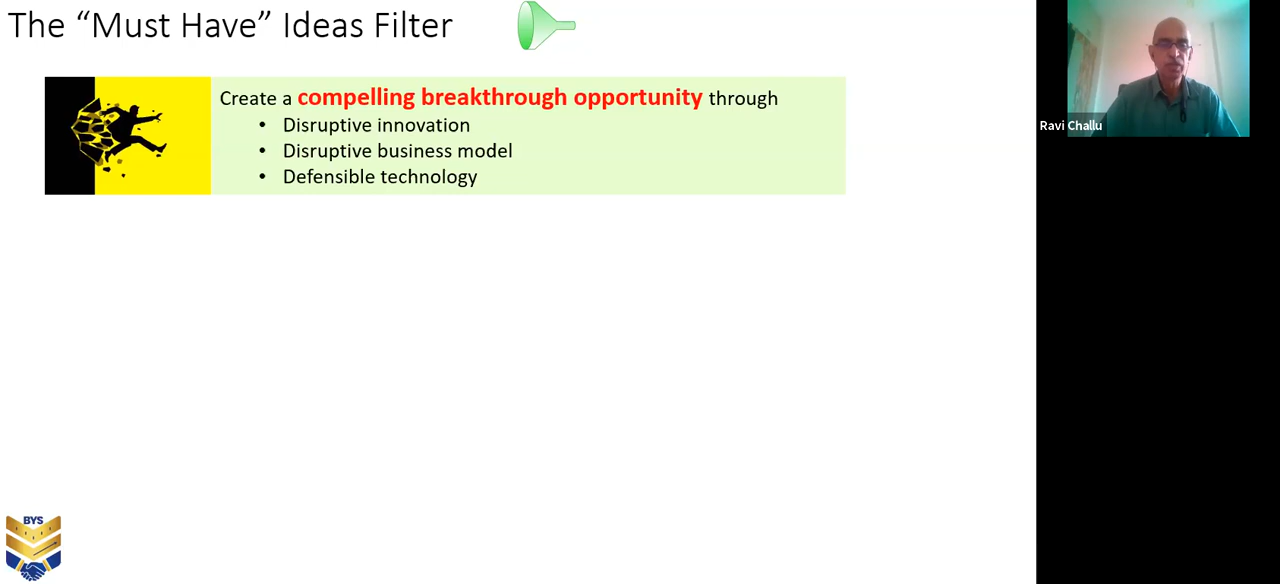 The “Must Have” Ideas Filter
Create a compelling breakthrough opportunity through
• Disruptive innovation
• Disruptive business model
• Defensible technology
Ravi Challu
BYS